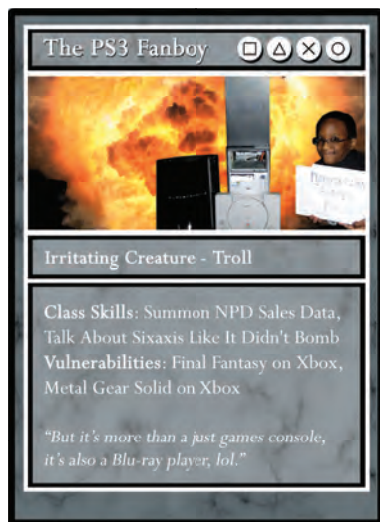 The PS3 Fanboy
Irritating Creature - Troll
Class Skills: Summon NPD Sales Data,
Talk About Sixaxis Like It Didn't Bomb
Vulnerabilities: Final Fantasy on Xbox,
Metal Gear Solid on Xbox
"But it's more than a just games console,
it's also a Blu-ray player, lol."